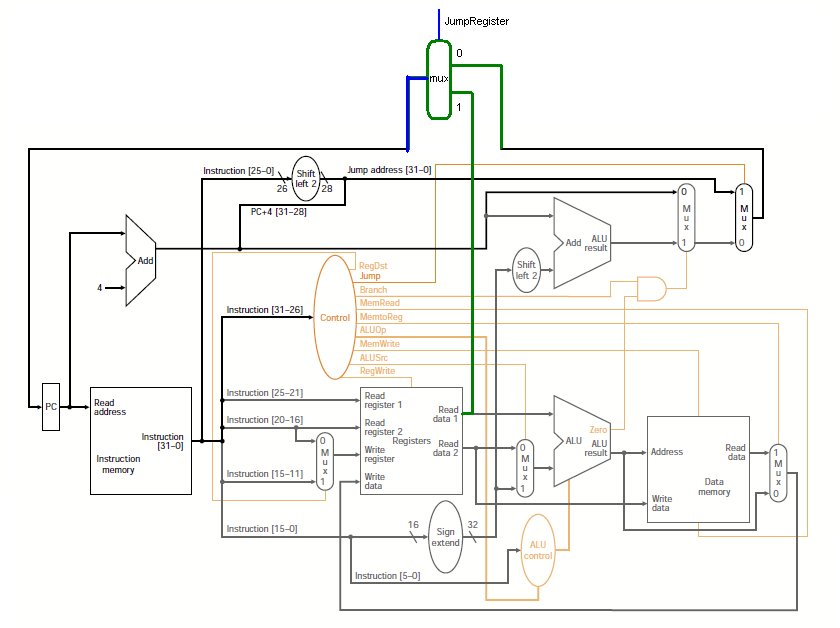 JumpRegister
0
mux
1
Instruction [25–0]
Shift
left 2
Jump address [31–0]
26
28
PC+4 [31–28]
0
M
u
x
1
1
M
u
x
0
Add
ALU
result
Add
4
Shift
left 2
RegDst
Jump
Branch
MemRead
MemtoReg
ALUOp
MemWrite
ALUSrc
RegWrite
Instruction [31–26]
Control
PC
Read
address
Instruction
[31–0]
Instruction
memory
Instruction [25–21]
Instruction [20–16]
Instruction [15–11]
Instruction [15–0]
0
M
u
x
1
Read
register 1
Read
register 2
Write
register
Write
data
Registers
Read
data 1
Read
data 2
0
M
u
x
1
Zero
ALU
ALU
result
Address
Read
data
Data
memory
Write
data
1
M
u
x
0
16
Sign
extend
32
ALU
control
Instruction [5–0]